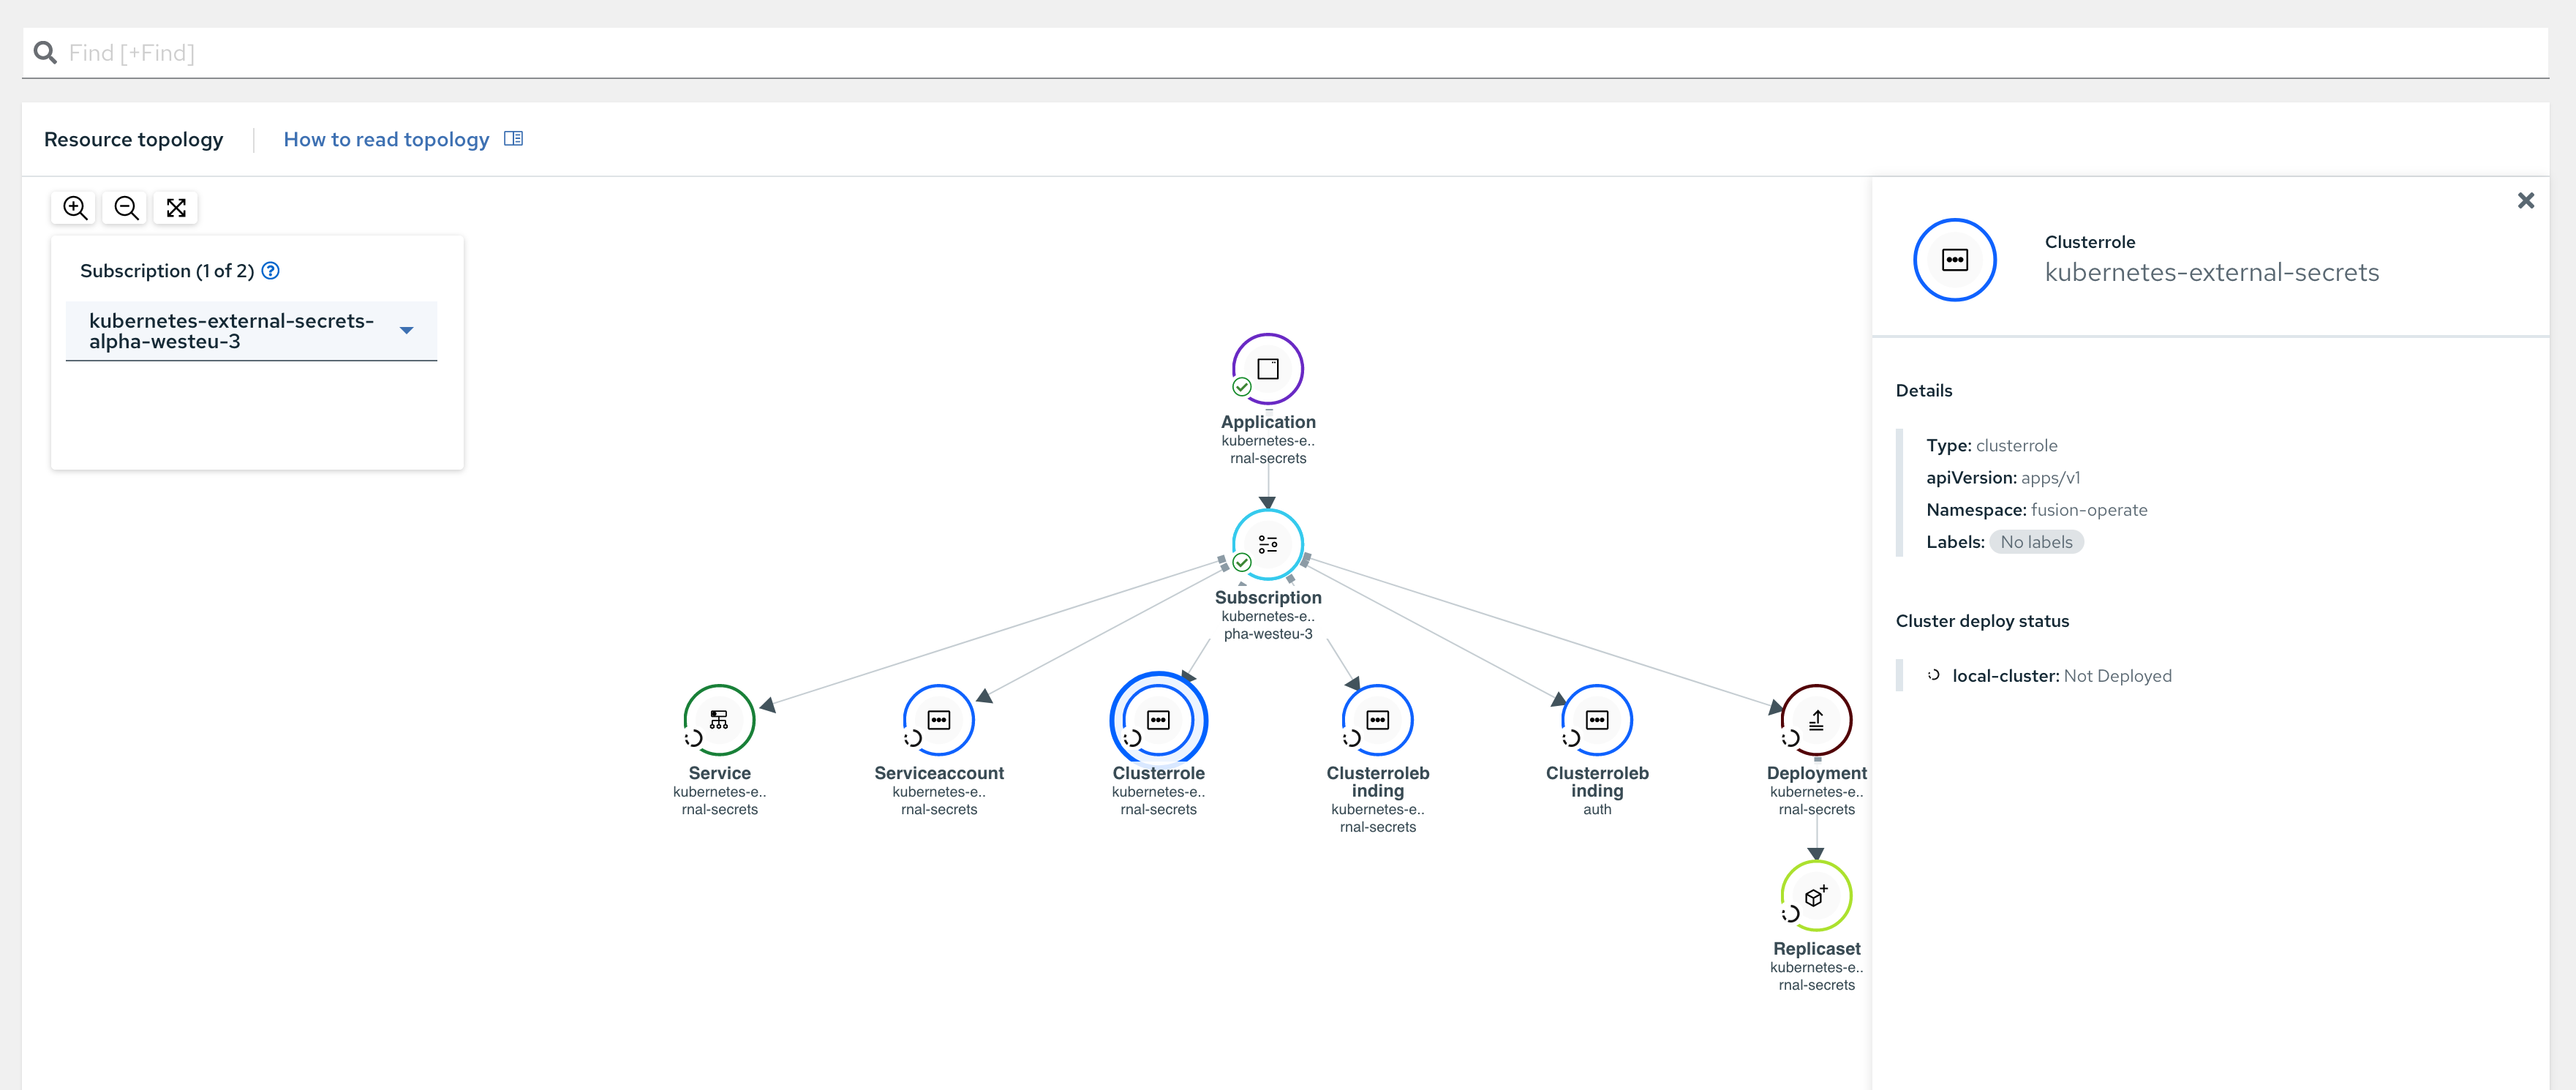 Find [+Find]
Resource topology
How to read topology
Subscription (1 of 2)
kubernetes-external-secrets-
alpha-westeu-3
Application
kubernetes-e..
rnal-secrets
Subscription
kubernetes-e..
pha-westeu-3
Service
kubernetes-e..
rnal-secrets
Serviceaccount
kubernetes-e..
rnal-secrets
Clusterrole
kubernetes-e..
rnal-secrets
Clusterroleb
inding
kubernetes-e..
rnal-secrets
Clusterroleb
inding
auth
Deployment
kubernetes-e..
rnal-secrets
Replicaset
kubernetes-e..
rnal-secrets
Clusterrole
kubernetes-external-secrets
Details
Type: clusterrole
apiVersion: apps/v1
Namespace: fusion-operate
Labels: No labels
Cluster deploy status
local-cluster: Not Deployed